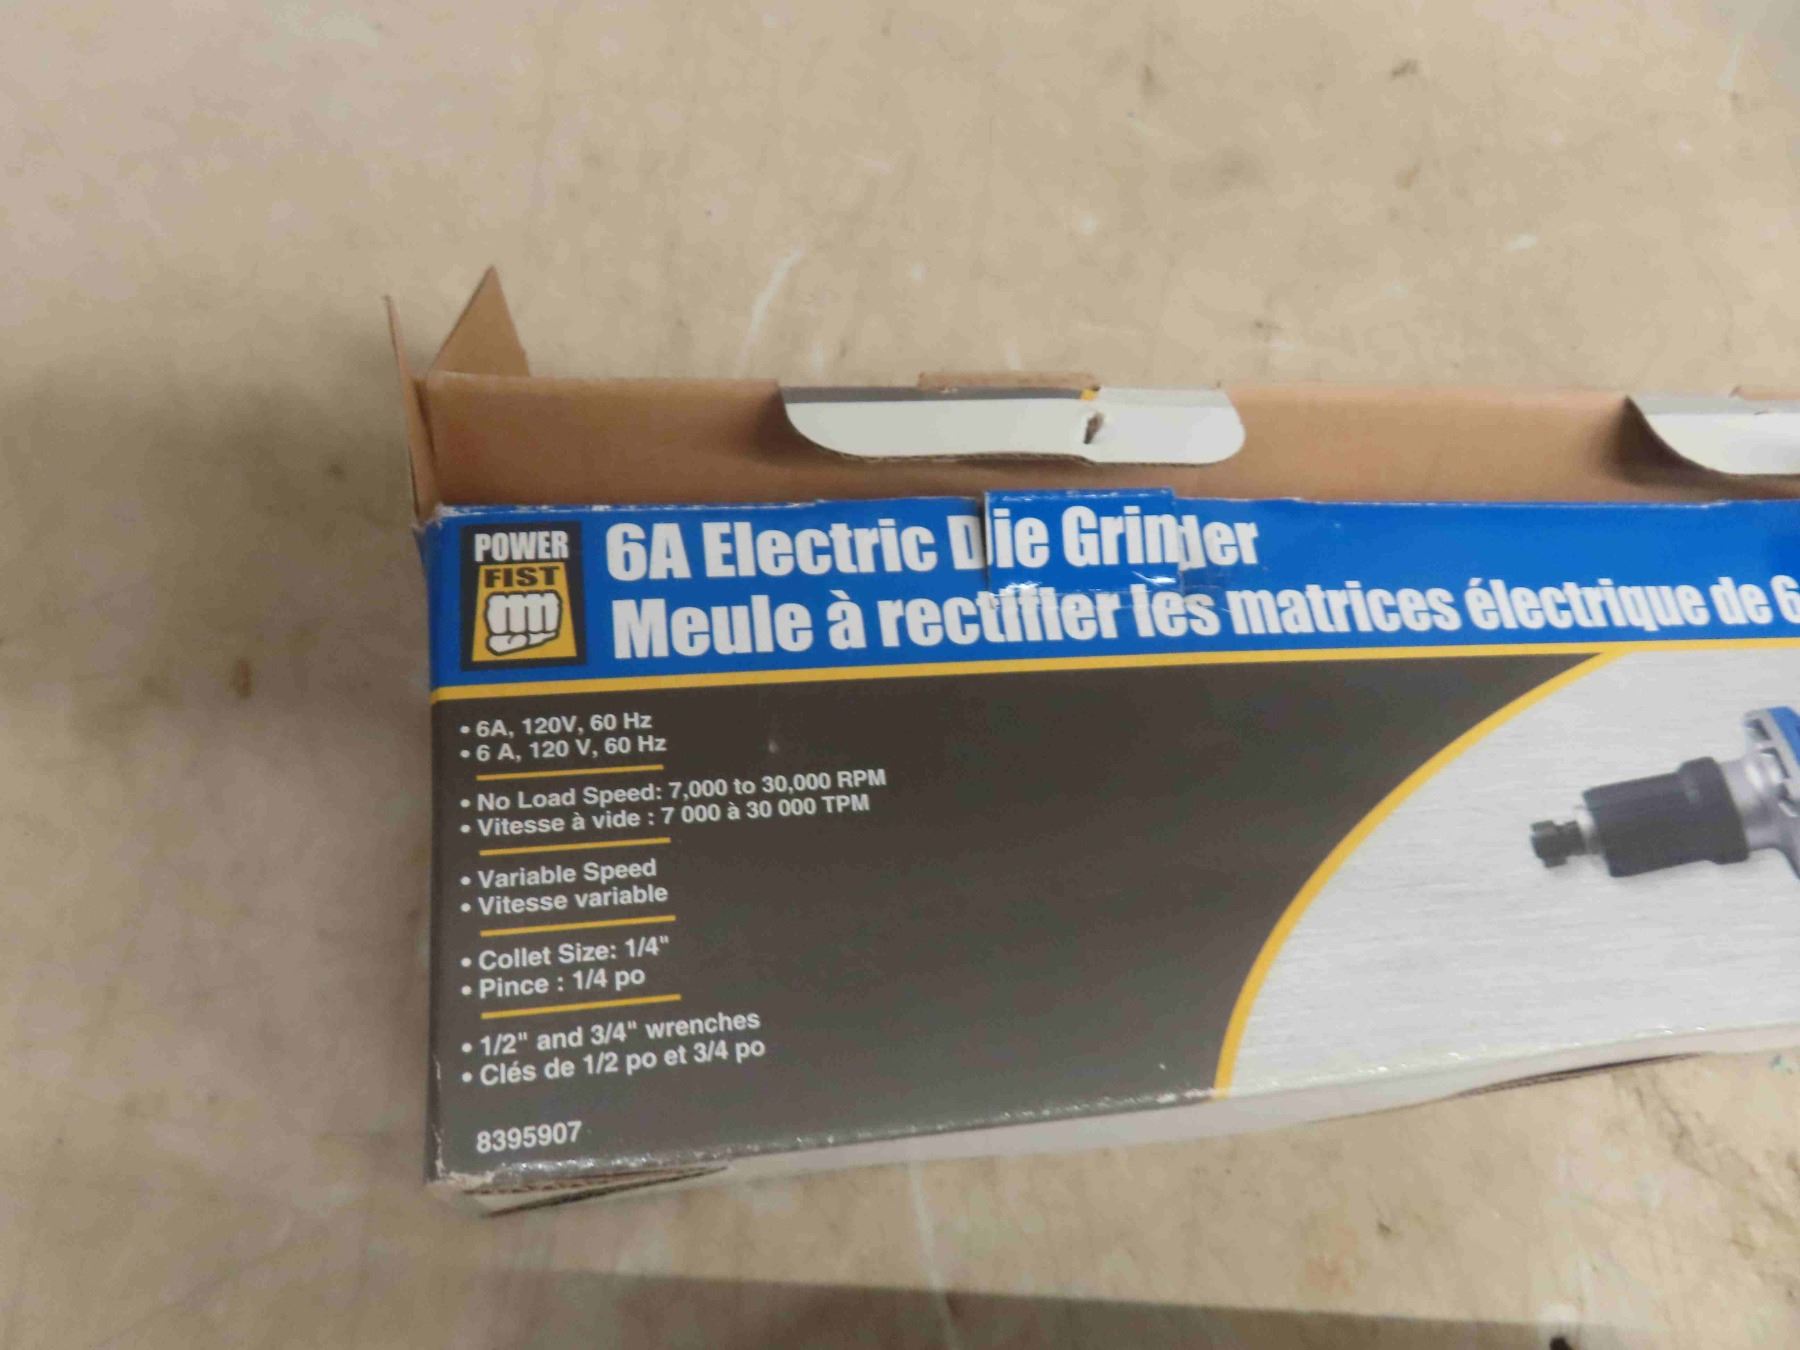 POWER
FIST
6A Electric Die Grinder
Meule à rectifier les matrices électrique de 6
• 6A, 120V, 60 Hz
• 6 A, 120 V, 60 Hz
• No Load Speed: 7,000 to 30,000 RPM
• Vitesse à vide : 7 000 à 30 000 TPM
• Variable Speed
• Vitesse variable
• Collet Size: 1/4"
• Pince : 1/4 po
• 1/2" and 3/4" wrenches
• Clés de 1/2 po et 3/4 po
8395907